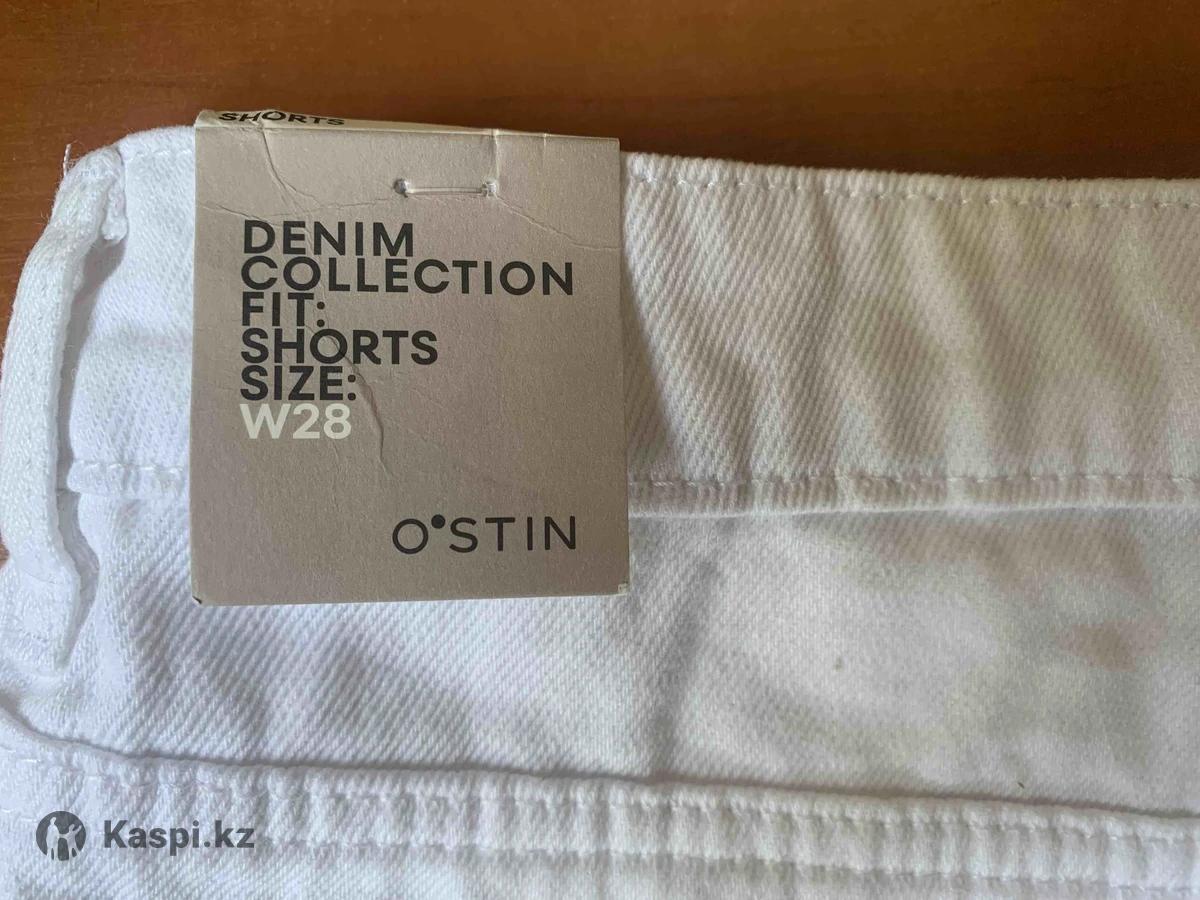 SHORTS
DENIM
COLLECTION
FIT:
SHORTS
SIZE:
W28
O'STIN
Kaspi.kz